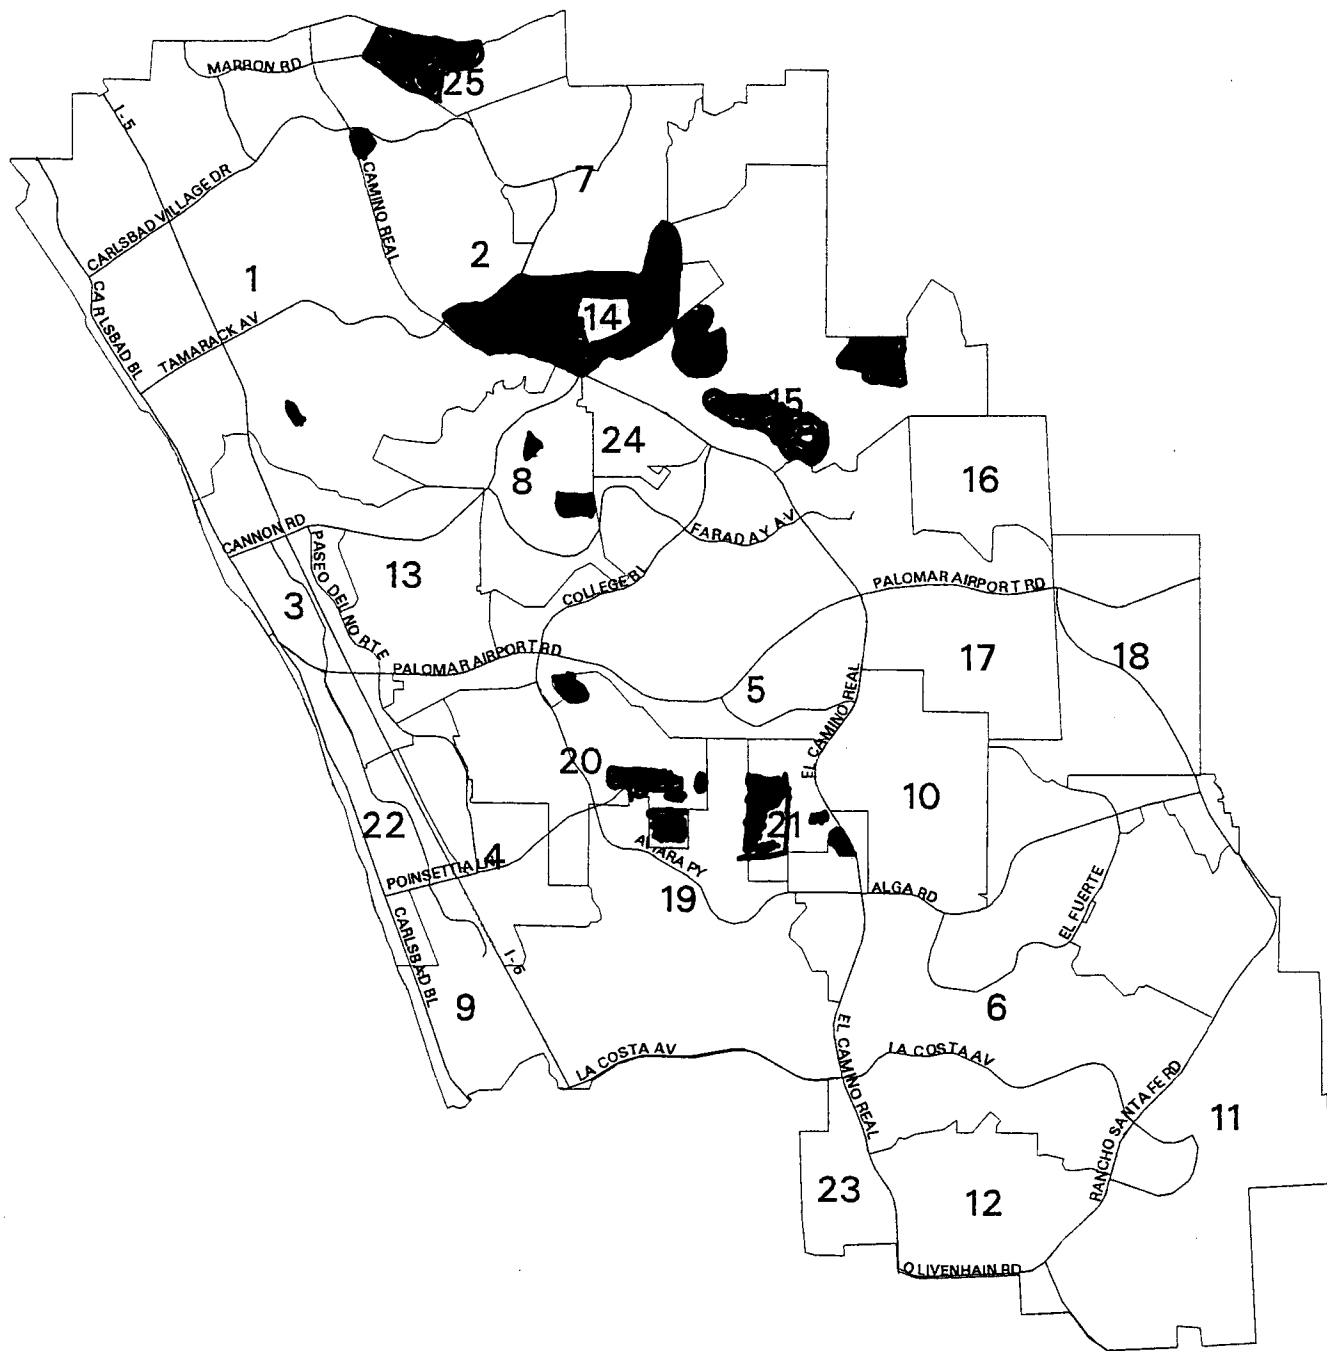 MARRON RD
25
I-5
CARLSBAD VILLAGE DR
CAMINO REAL
7
2
1
CARLSBAD BL
TAMARACK AV
14
15
24
8
16
CANNON RD
FARADAY AV
PASEO DEL NORTE
13
COLLEGE BL
PALOMAR AIRPORT RD
3
PALOMAR AIRPORT RD
17
18
5
EL CAMINO REAL
20
10
22
21
4
POINSETTIA LN
ALGA RD
19
EL FUERTE
CARLSBAD BL
I-5
9
6
EL CAMINO REAL
LA COSTA AV
LA COSTA AV
RANCHO SANTA FE RD
11
23
12
OLIVENHAIN RD